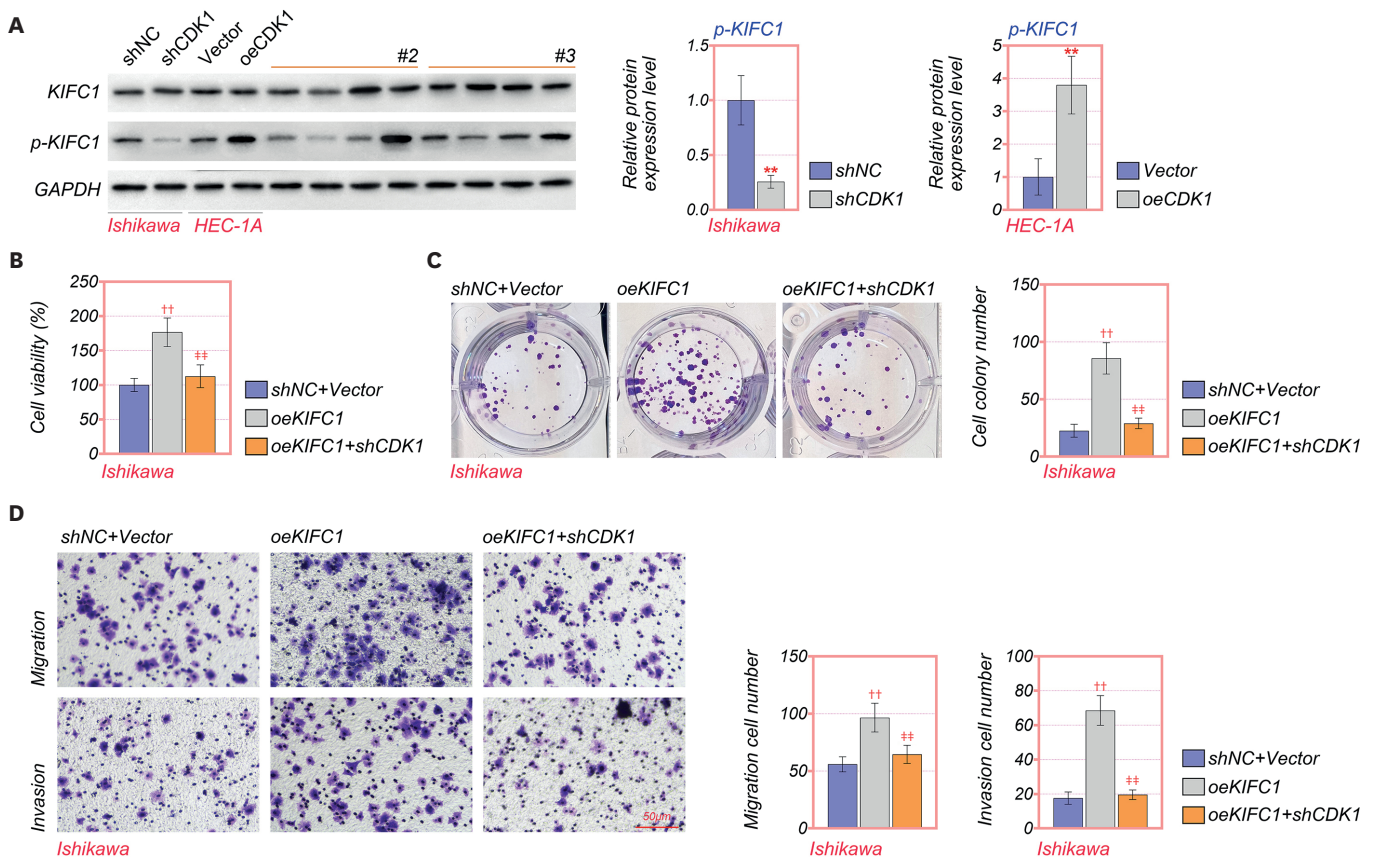 A
shNC
shCDK1
Vector
oeCDK1
#2
#3
KIFC1
p-KIFC1
GAPDH
Ishikawa
HEC-1A
p-KIFC1
Relative protein
expression level
1.5
1.0
0.5
0.0
**
Ishikawa
shNC
shCDK1
p-KIFC1
Relative protein
expression level
5
4
3
2
1
0
**
HEC-1A
Vector
oeCDK1
B
Cell viability (%)
250
200
150
100
50
0
††
‡‡
Ishikawa
shNC+Vector
oeKIFC1
oeKIFC1+shCDK1
C
shNC+Vector
oeKIFC1
oeKIFC1+shCDK1
Ishikawa
Cell colony number
150
100
50
0
††
‡‡
Ishikawa
shNC+Vector
oeKIFC1
oeKIFC1+shCDK1
D
shNC+Vector
oeKIFC1
oeKIFC1+shCDK1
Migration
Invasion
50um
Ishikawa
Migration cell number
150
100
50
0
††
‡‡
Ishikawa
Invasion cell number
100
80
60
40
20
0
††
‡‡
Ishikawa
shNC+Vector
oeKIFC1
oeKIFC1+shCDK1